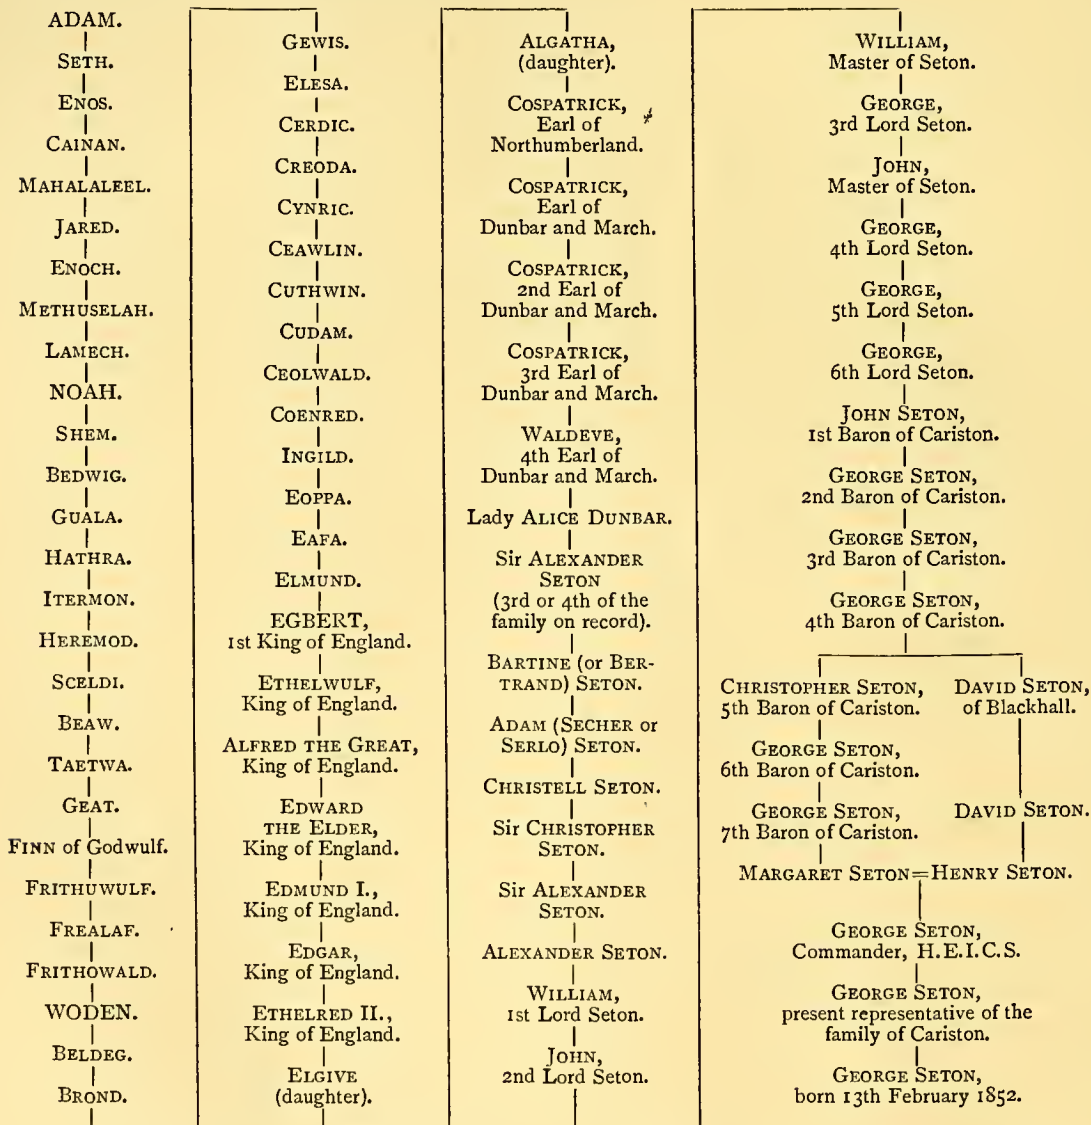 ADAM.
SETH.
ENOS.
CAINAN.
MAHALALEEL.
JARED.
ENOCH.
METHUSELAH.
LAMECH.
NOAH.
SHEM.
BEDWIG.
GUALA.
HATHRA.
ITERMON.
HEREMOD.
SCELDI.
BEAW.
TAETWA.
GEAT.
FINN of Godwulf.
FRITHUWULF.
FREALAF.
FRITHOWALD.
WODEN.
BELDEG.
BROND.
GEWIS.
ELESA.
CERDIC.
CREODA.
CYNRIC.
CEAWLIN.
CUTHWIN.
CUDAM.
CEOLWALD.
COENRED.
INGILD.
EOPPA.
EAFA.
ELMUND.
EGBERT,
1st King of England.
ETHELWULF,
King of England.
ALFRED THE GREAT,
King of England.
EDWARD
THE ELDER,
King of England.
EDMUND I.,
King of England.
EDGAR,
King of England.
ETHELRED II.,
King of England.
ELGIVE
(daughter).
ALGATHA,
(daughter).
COSPATRICK,
Earl of
Northumberland.
COSPATRICK,
Earl of
Dunbar and March.
COSPATRICK,
2nd Earl of
Dunbar and March.
COSPATRICK,
3rd Earl of
Dunbar and March.
WALDEVE,
4th Earl of
Dunbar and March.
Lady ALICE DUNBAR.
Sir ALEXANDER
SETON
(3rd or 4th of the
family on record).
BARTINE (or BER-
TRAND) SETON.
ADAM (SECHER or
SERLO) SETON.
CHRISTELL SETON.
Sir CHRISTOPHER
SETON.
Sir ALEXANDER
SETON.
ALEXANDER SETON.
WILLIAM,
1st Lord Seton.
JOHN,
2nd Lord Seton.
WILLIAM,
Master of Seton.
GEORGE,
3rd Lord Seton.
JOHN,
Master of Seton.
GEORGE,
4th Lord Seton.
GEORGE,
5th Lord Seton.
GEORGE,
6th Lord Seton.
JOHN SETON,
1st Baron of Cariston.
GEORGE SETON,
2nd Baron of Cariston.
GEORGE SETON,
3rd Baron of Cariston.
GEORGE SETON,
4th Baron of Cariston.
CHRISTOPHER SETON,
5th Baron of Cariston.
DAVID SETON,
of Blackhall.
GEORGE SETON,
6th Baron of Cariston.
GEORGE SETON,
7th Baron of Cariston.
DAVID SETON.
MARGARET SETON=HENRY SETON.
GEORGE SETON,
Commander, H.E.I.C.S.
GEORGE SETON,
present representative of the
family of Cariston.
GEORGE SETON,
born 13th February 1852.